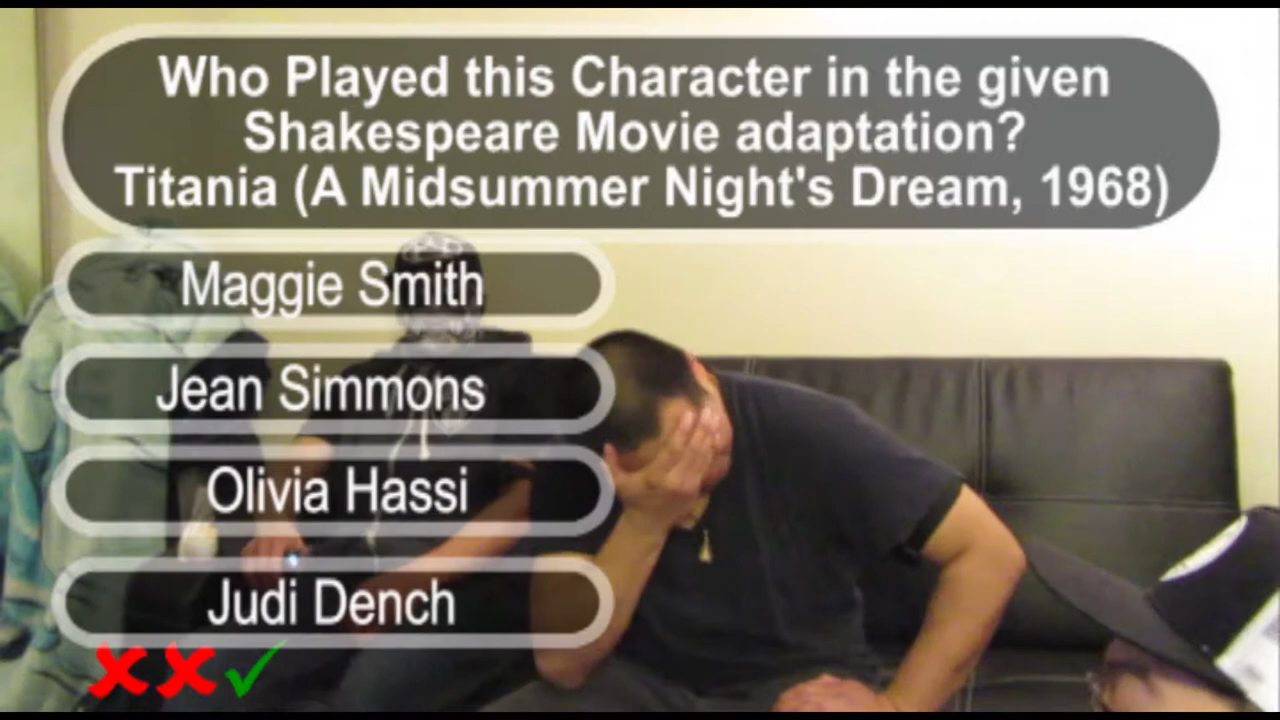 Who Played this Character in the given
Shakespeare Movie adaptation?
Titania (A Midsummer Night's Dream, 1968)
Maggie Smith
Jean Simmons
Olivia Hassi
Judi Dench